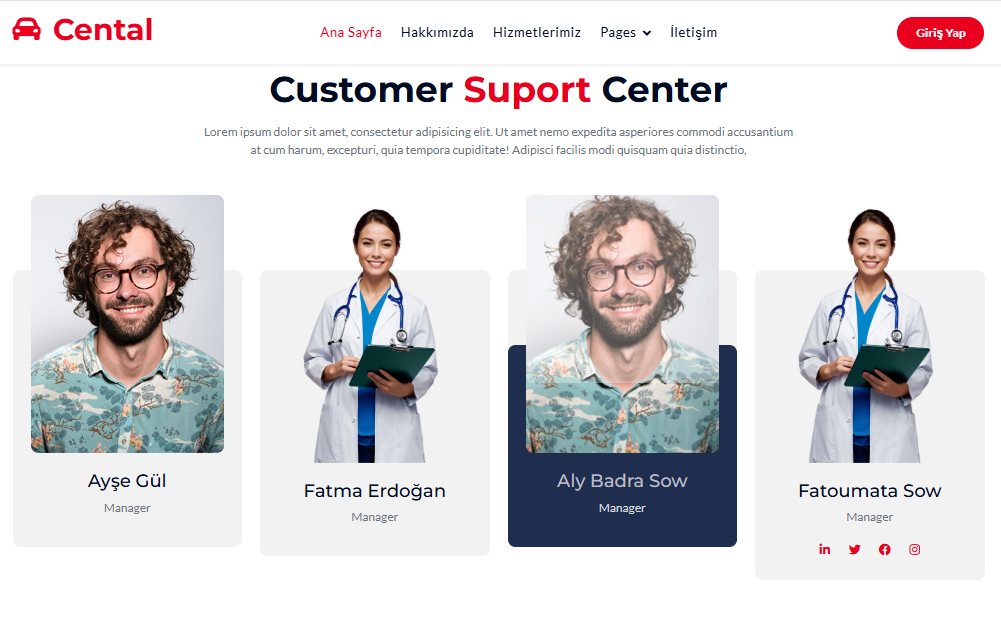 Cental
Ana Sayfa Hakkımızda Hizmetlerimiz Pages İletişim
Giriş Yap
Customer Suport Center
Lorem ipsum dolor sit amet, consectetur adipisicing elit. Ut amet nemo expedita asperiores commodi accusantium
at cum harum, excepturi, quia tempora cupiditate! Adipisci facilis modi quisquam quia distinctio,
Ayşe Gül
Manager
Fatma Erdoğan
Manager
Aly Badra Sow
Manager
Fatoumata Sow
Manager